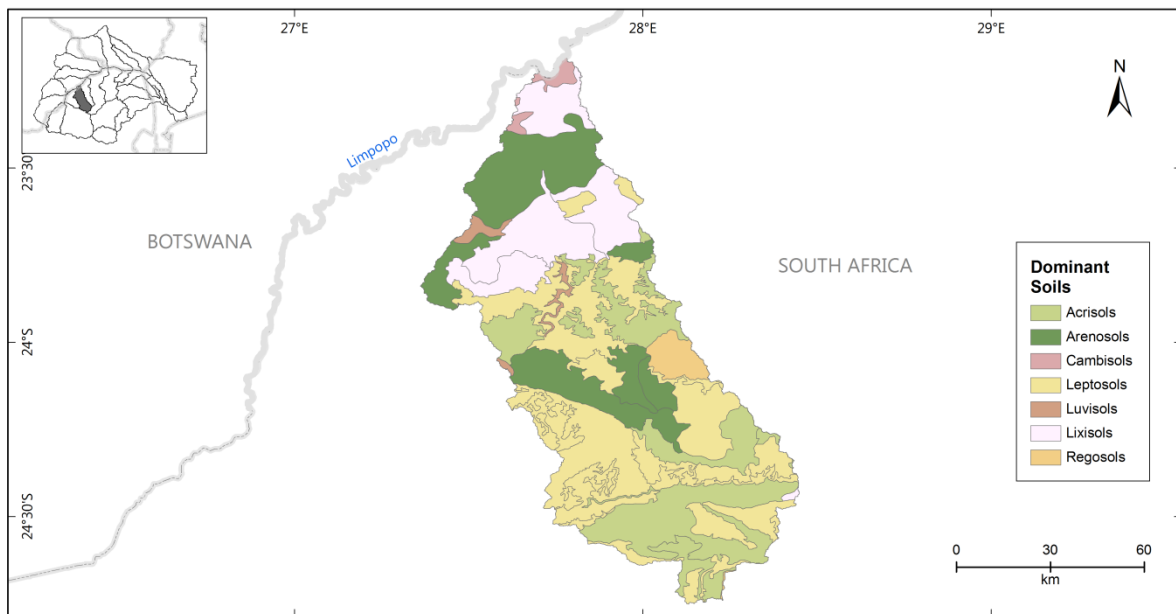 27°E
28°E
29°E
N
Limpopo
23°30'
BOTSWANA
SOUTH AFRICA
24°S
24°30'S
Dominant
Soils
Acrisols
Arenosols
Cambisols
Leptosols
Luvisols
Lixisols
Regosols
0 30 60
km